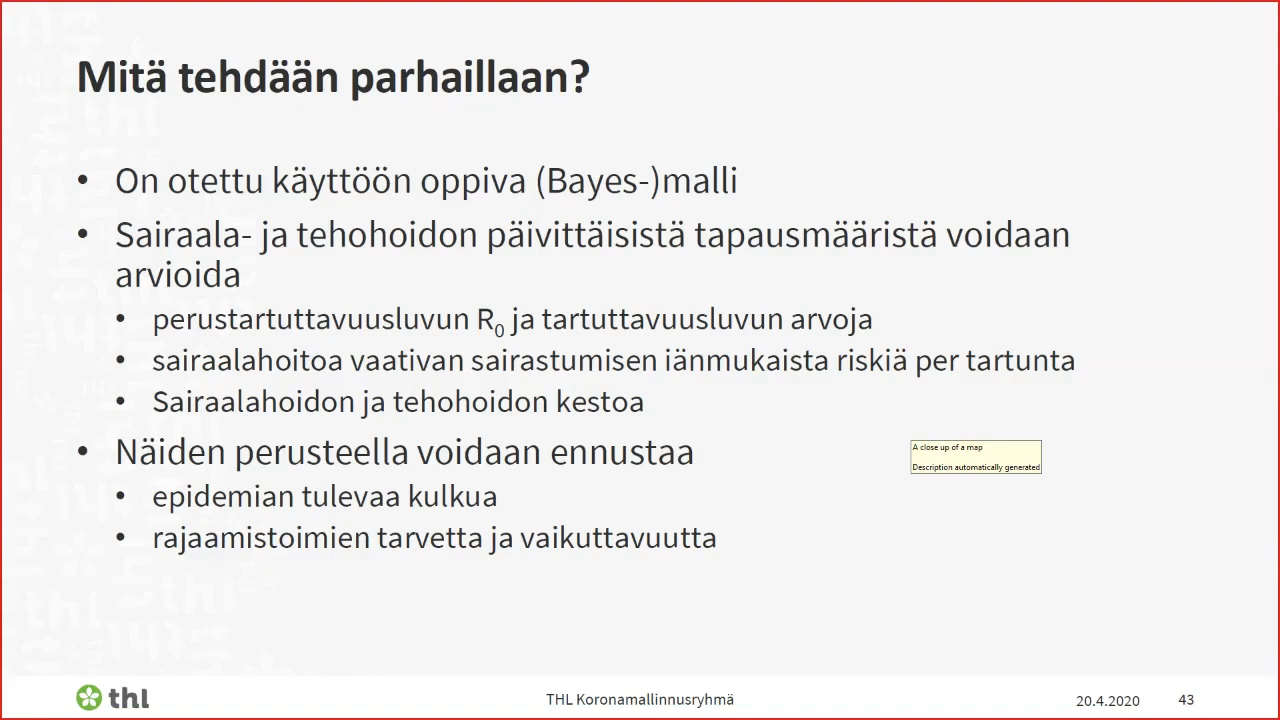 Mitä tehdään parhaillaan?
• On otettu käyttöön oppiva (Bayes-)malli
• Sairaala- ja tehohoidon päivittäisistä tapausmääristä voidaan
arvioida
• perustartuttavuusluvun R₀ ja tartuttavuusluvun arvoja
• sairaalahoitoa vaativan sairastumisen iänmukaista riskiä per tartunta
• Sairaalahoidon ja tehohoidon kestoa
• Näiden perusteella voidaan ennustaa
A close up of a map
Description automatically generated
• epidemian tulevaa kulkua
• rajaamistoimien tarvetta ja vaikuttavuutta
thl
THL Koronamallinnusryhmä
20.4.2020
43